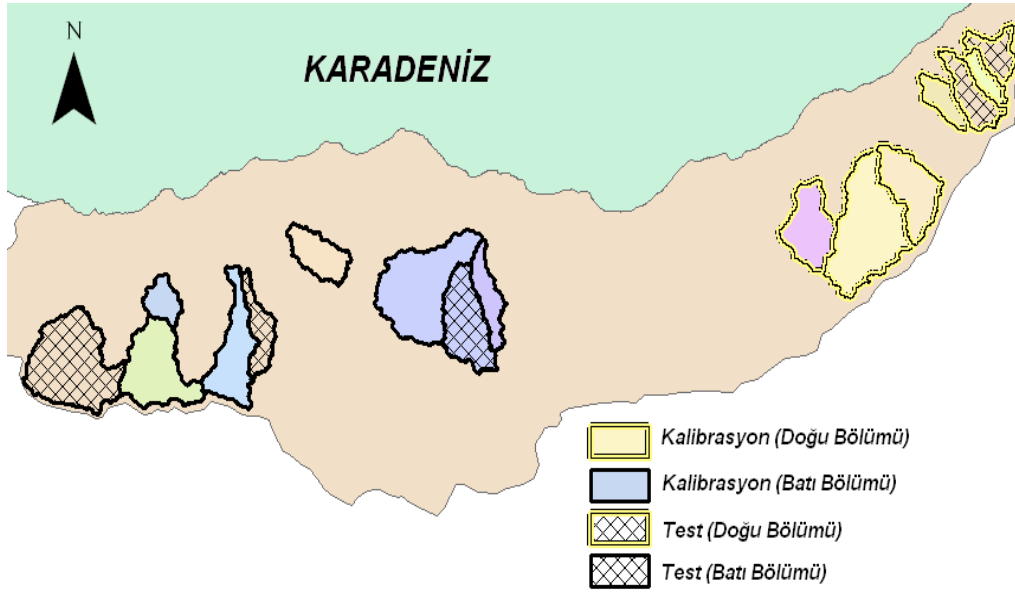 N
KARADENİZ
Kalibrasyon (Doğu Bölümü)
Kalibrasyon (Batı Bölümü)
Test (Doğu Bölümü)
Test (Batı Bölümü)